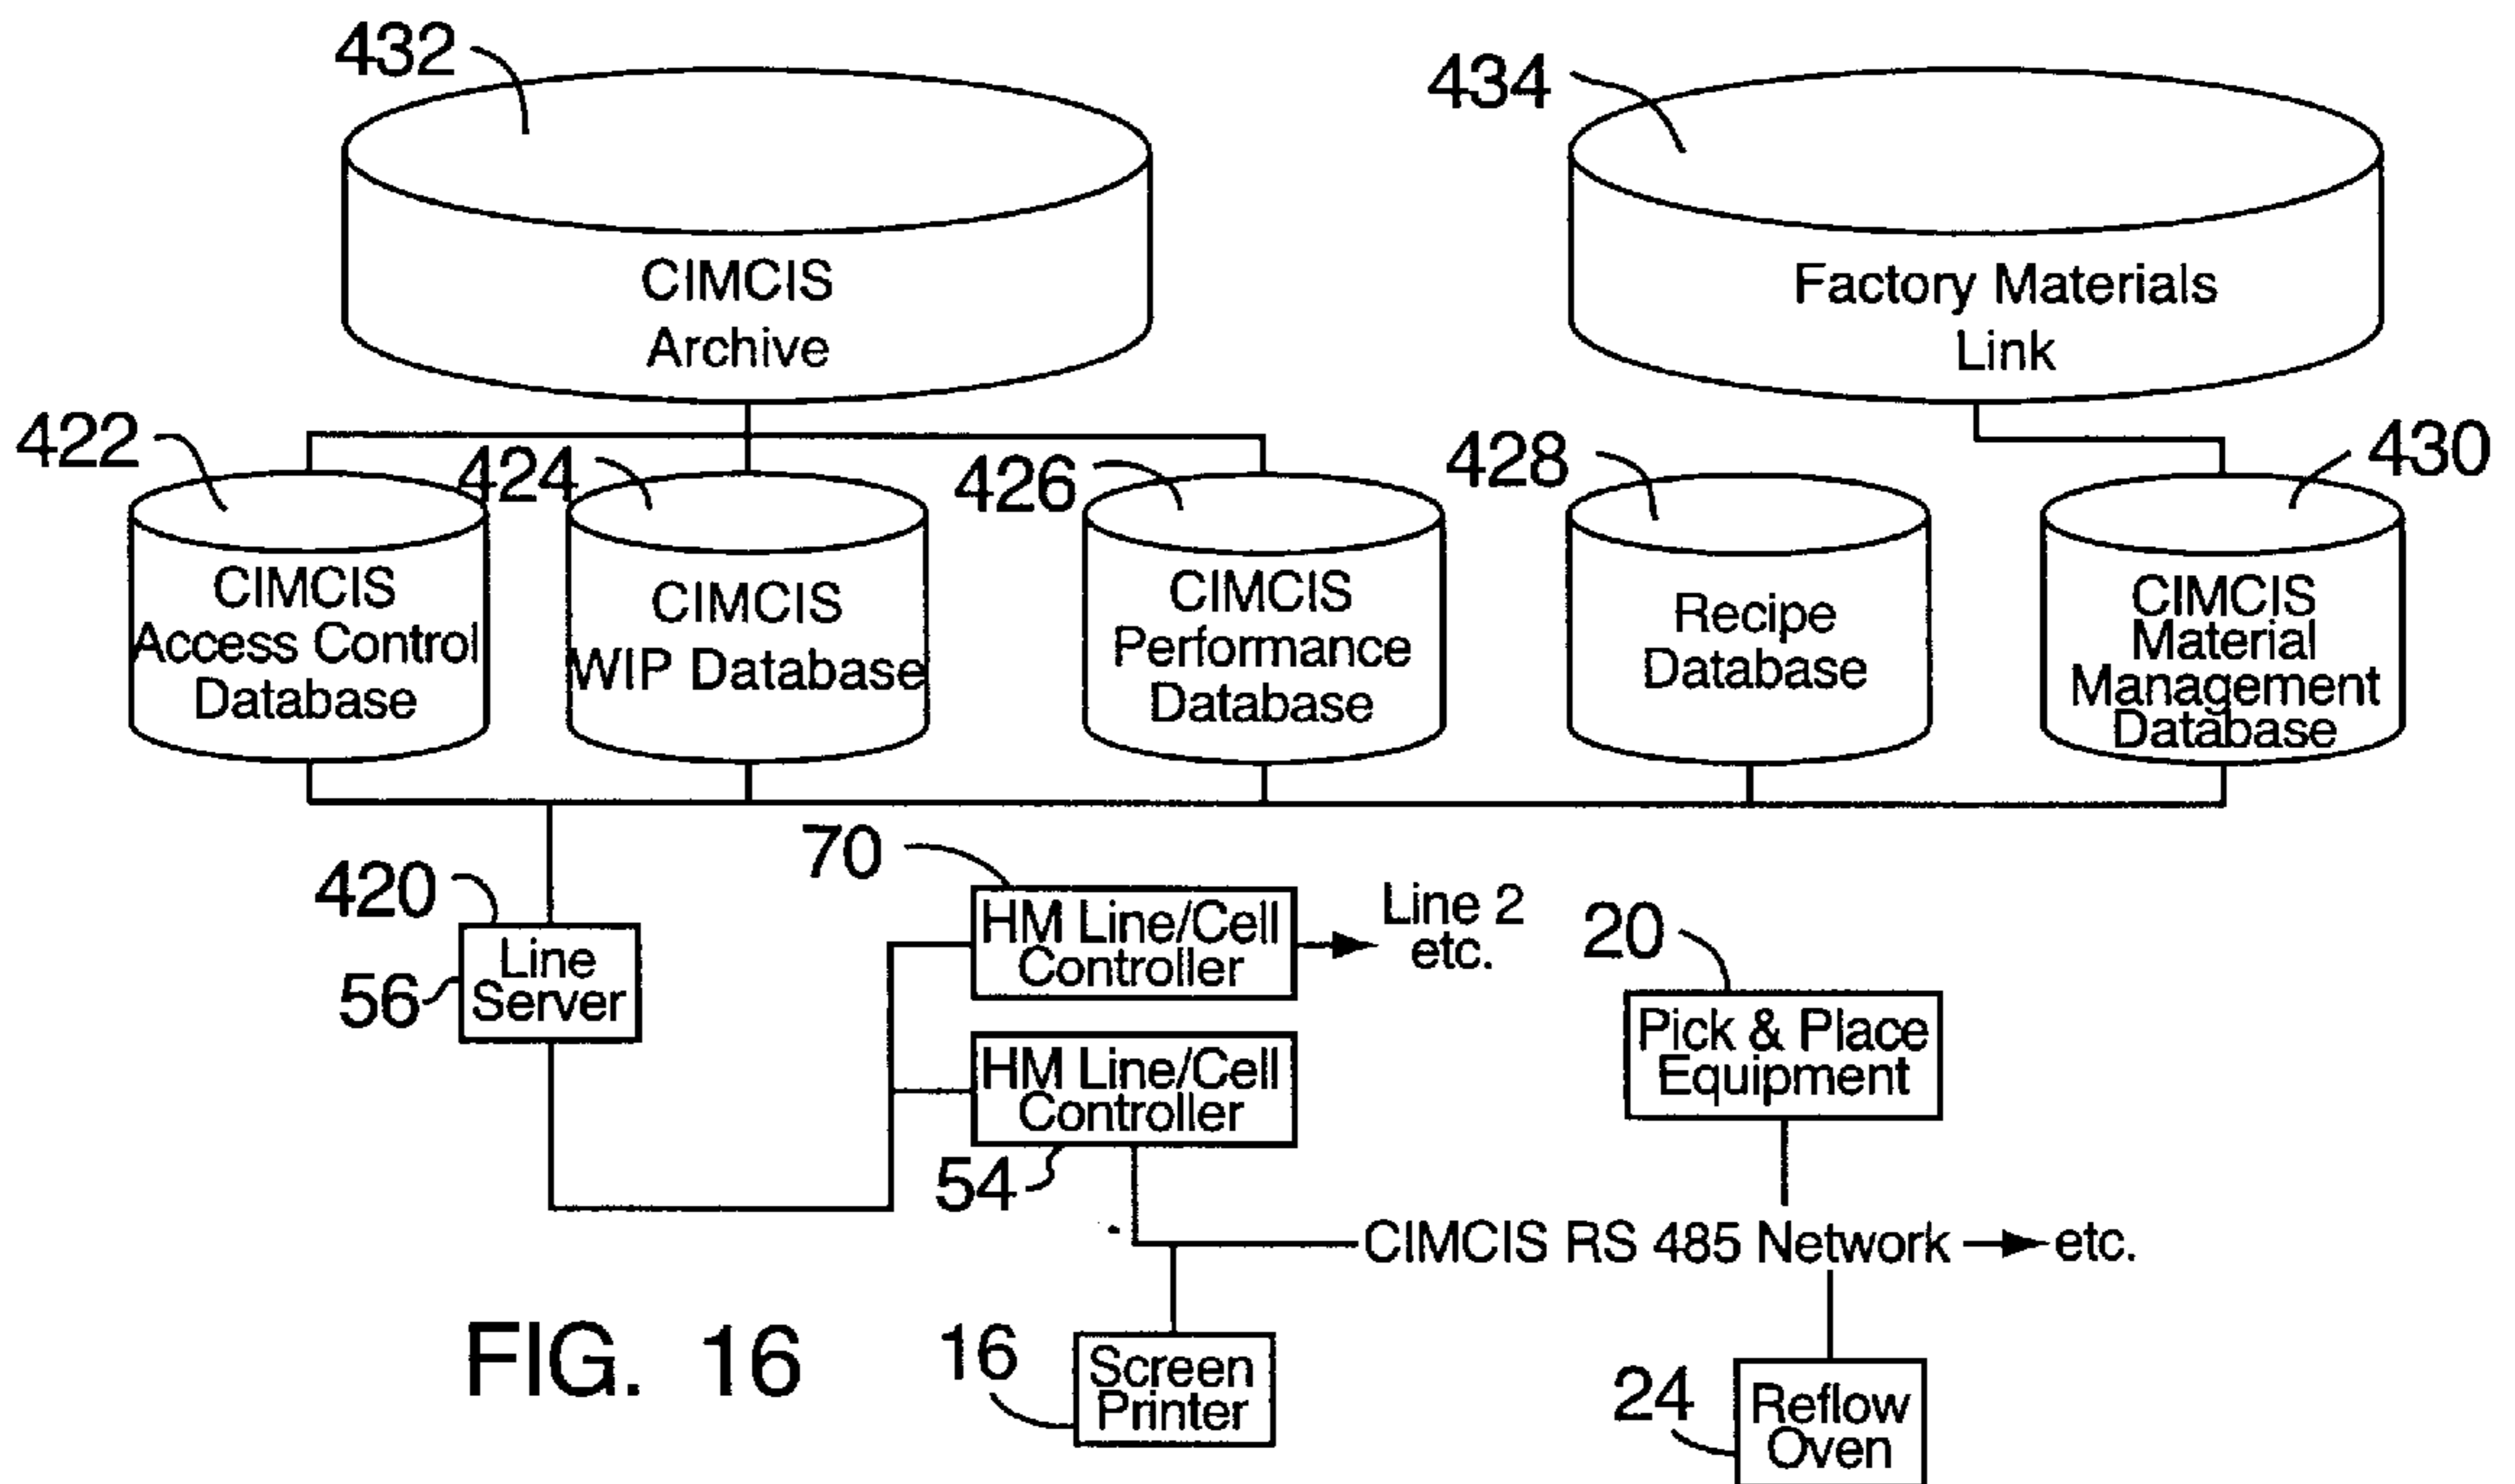 432
434
CIMCIS
Archive
Factory Materials
Link
422
424
426
428
430
CIMCIS
Access Control
Database
CIMCIS
WIP Database
CIMCIS
Performance
Database
Recipe
Database
CIMCIS
Material
Management
Database
70
420
56
Line
Server
HM Line/Cell
Controller
Line 2
etc.
20
Pick & Place
Equipment
HM Line/Cell
Controller
54
CIMCIS RS 485 Network
etc.
FIG. 16
16
Screen
Printer
24
Reflow
Oven